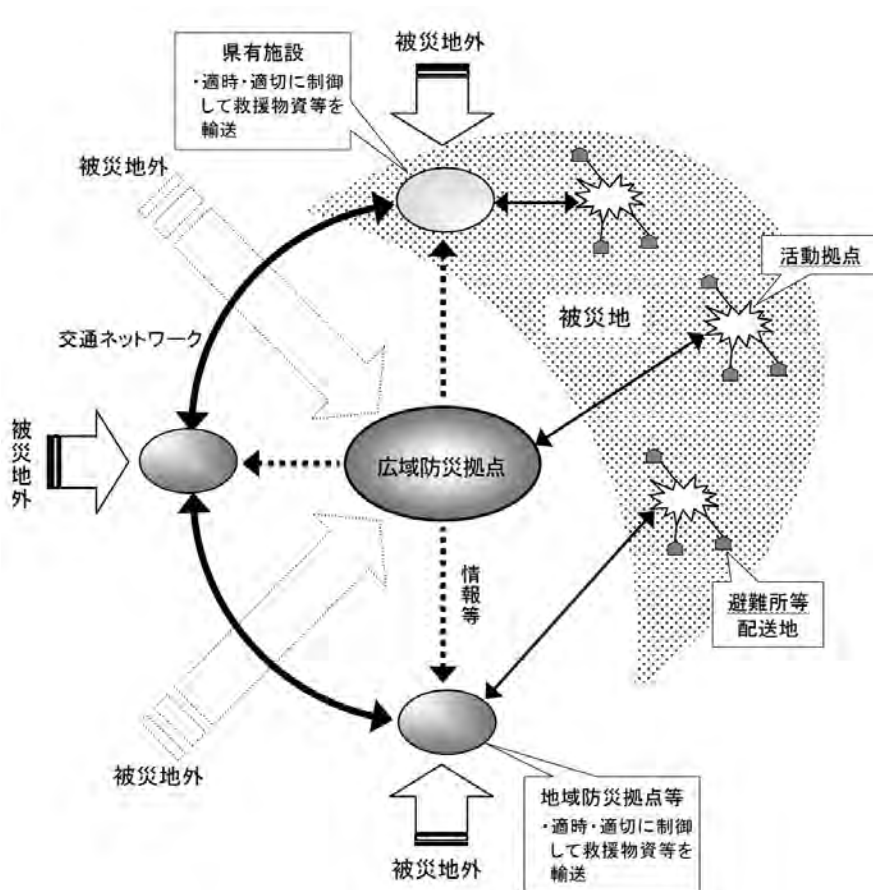 県有施設
・適時・適切に制御
して救援物資等を
輸送
被災地外
被災地外
活動拠点
被災地
交通ネットワーク
被災地外
広域防災拠点
情報等
避難所等
配送地
被災地外
地域防災拠点等
・適時・適切に制御
して救援物資等を
輸送
被災地外